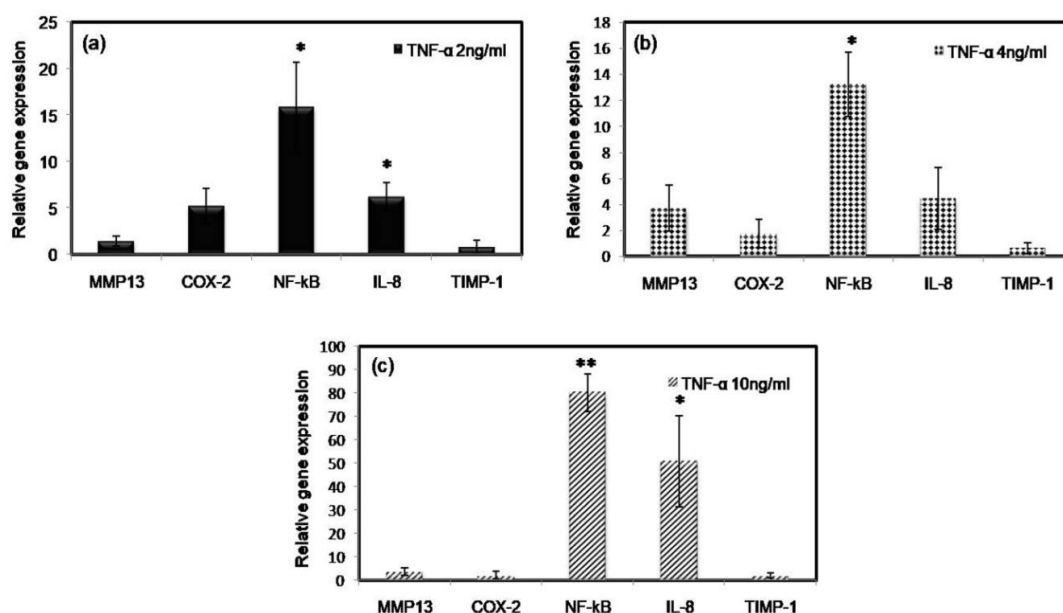 (a)
TNF-α 2ng/ml
Relative gene expression
25
20
15
10
5
0
*
*
MMP13 COX-2 NF-kB IL-8 TIMP-1
(b)
TNF-α 4ng/ml
Relative gene expression
18
16
14
12
10
8
6
4
2
0
*
MMP13 COX-2 NF-kB IL-8 TIMP-1
(c)
TNF-α 10ng/ml
Relative gene expression
100
90
80
70
60
50
40
30
20
10
0
**
*
MMP13 COX-2 NF-kB IL-8 TIMP-1